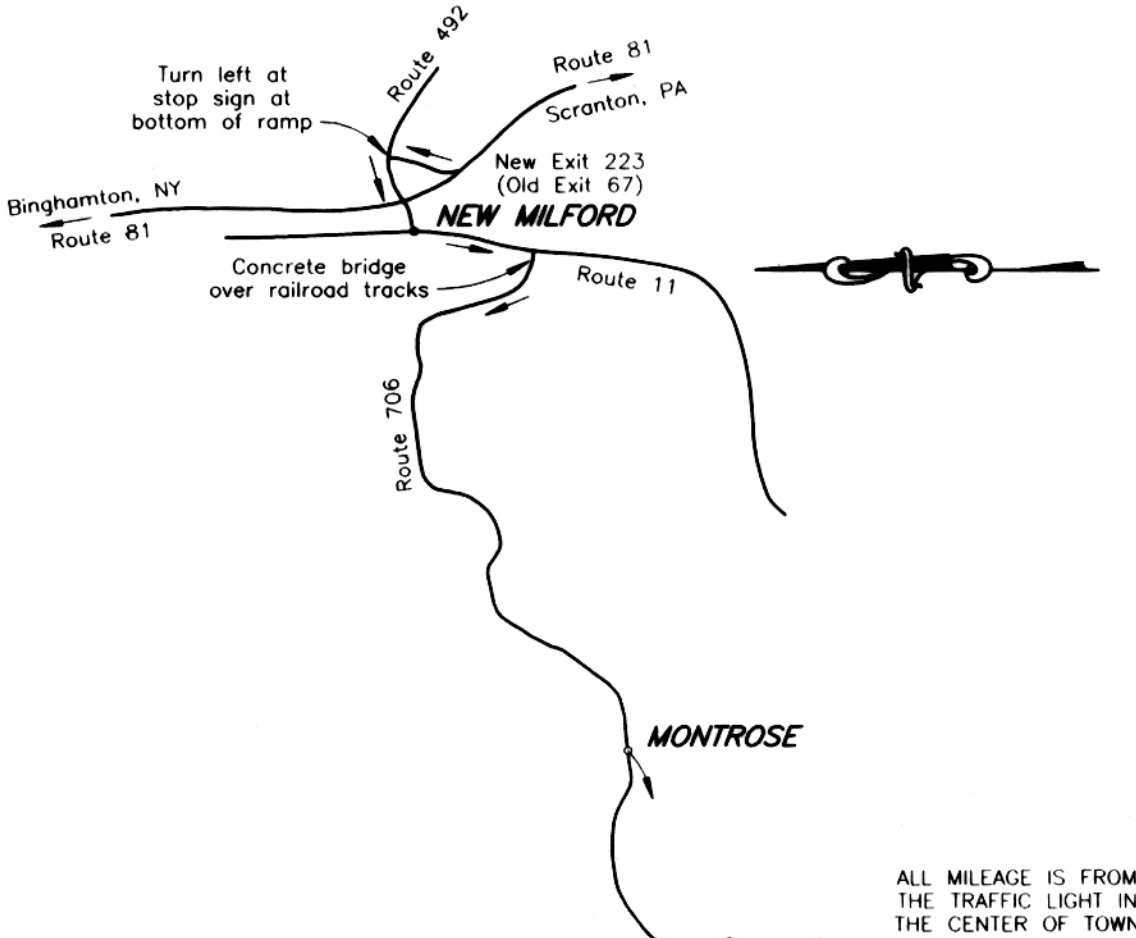 Route 492
Route 81
Scranton, PA
Turn left at
stop sign at
bottom of ramp
New Exit 223
(Old Exit 67)
Binghamton, NY
Route 81
NEW MILFORD
Concrete bridge
over railroad tracks
Route 11
Route 706
MONTROSE
ALL MILEAGE IS FROM
THE TRAFFIC LIGHT IN
THE CENTER OF TOWN